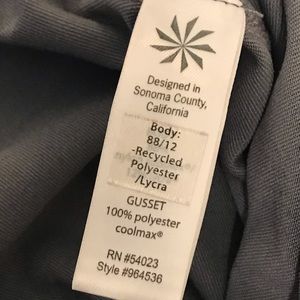 Designed in
Sonoma County,
California
Body:
88/12
-Recycled
Polyester
/Lycra
GUSSET
100% polyester
coolmax®
RN #54023
Style #964536